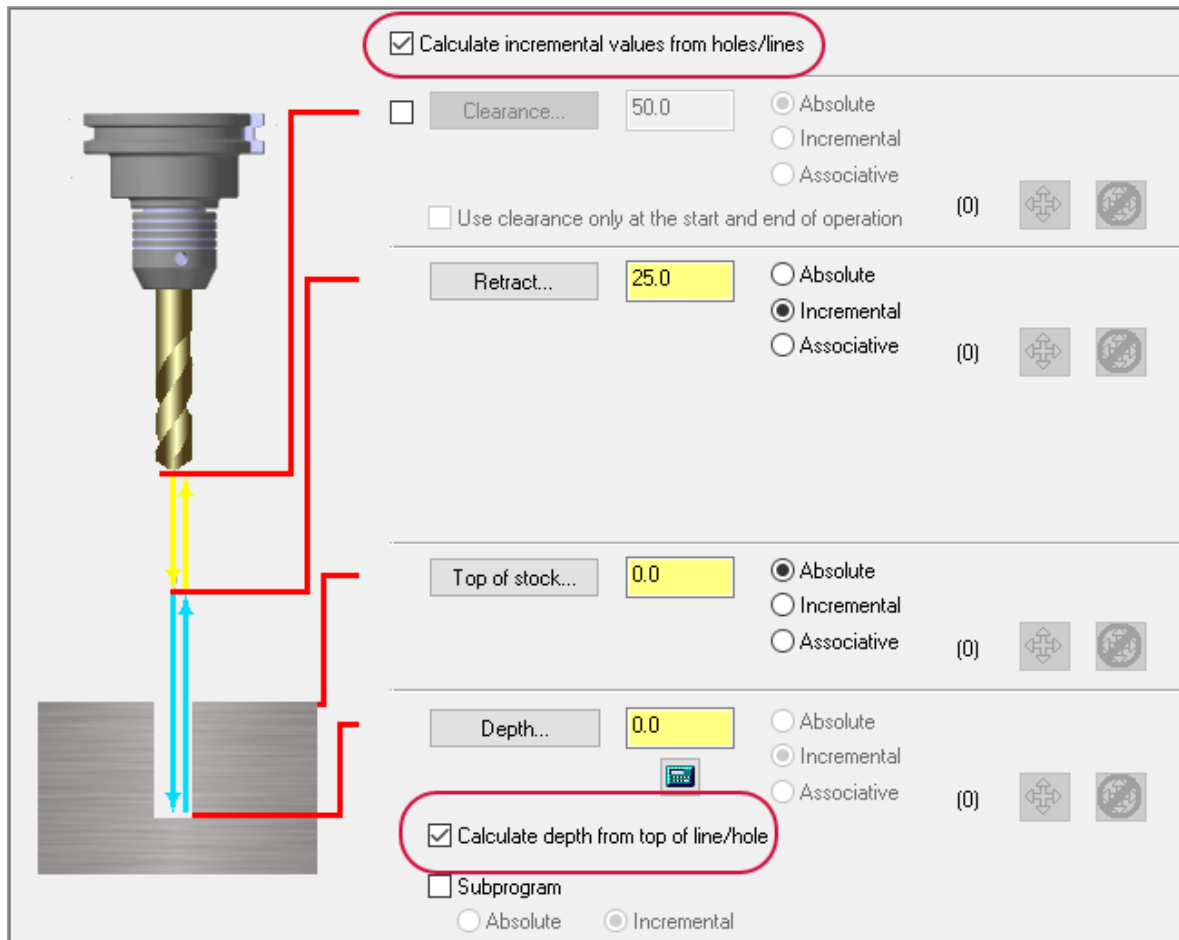 Calculate incremental values from holes/lines
Clearance... 50.0 Absolute
Incremental
Associative
Use clearance only at the start and end of operation (0)
Retract... 25.0 Absolute
Incremental
Associative (0)
Top of stock... 0.0 Absolute
Incremental
Associative (0)
Depth... 0.0 Absolute
Incremental
Associative (0)
Calculate depth from top of line/hole
Subprogram
Absolute Incremental